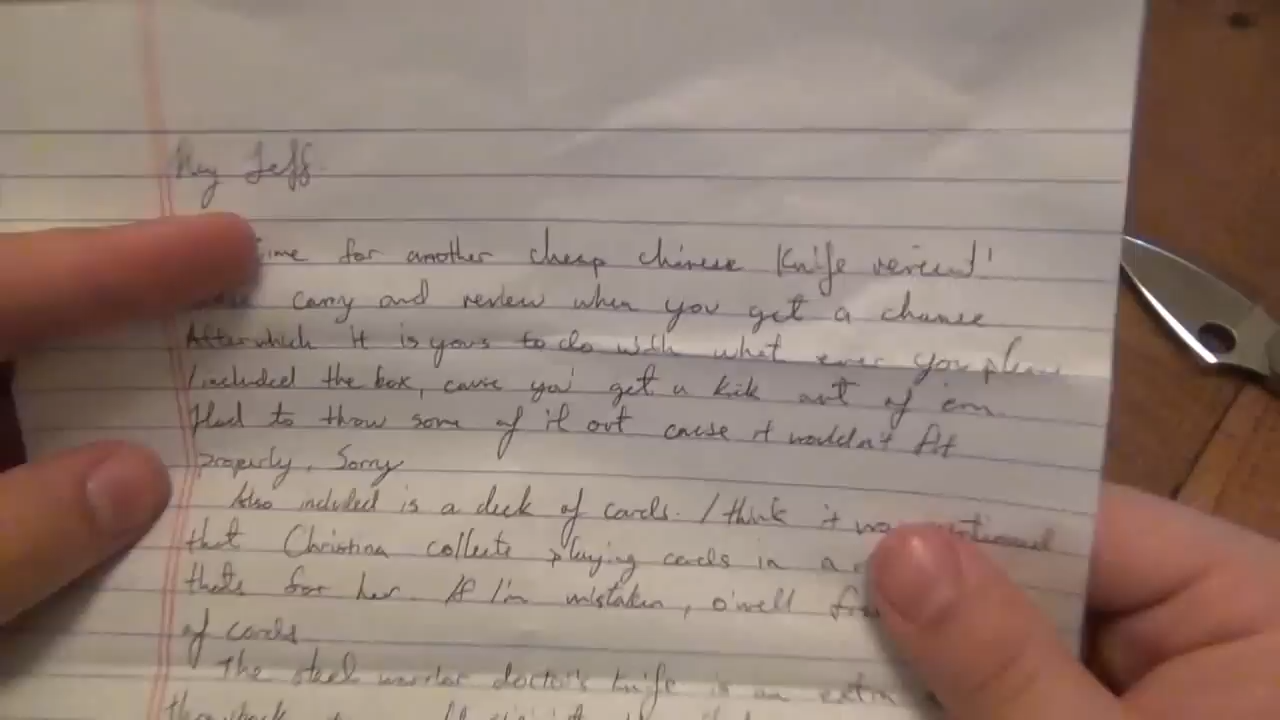 Hey Jeff.
time for another cheap chinese Knife review!
carry and review when you get a chance
After which it is yours to do with what ever you please
I included the box, cause you get a kick out of em.
Had to throw some of it out cause it wouldn't fit
properly, Sorry
Also included is a deck of cards. I think it was mentioned
that Christina collects playing cards in a
thats for her. If I'm mistaken, o'well
of cards
The steel warrior doctor's knife is an extra